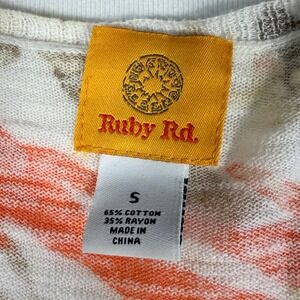 Ruby Rd.
S
65% COTTON
35% RAYON
MADE IN
CHINA